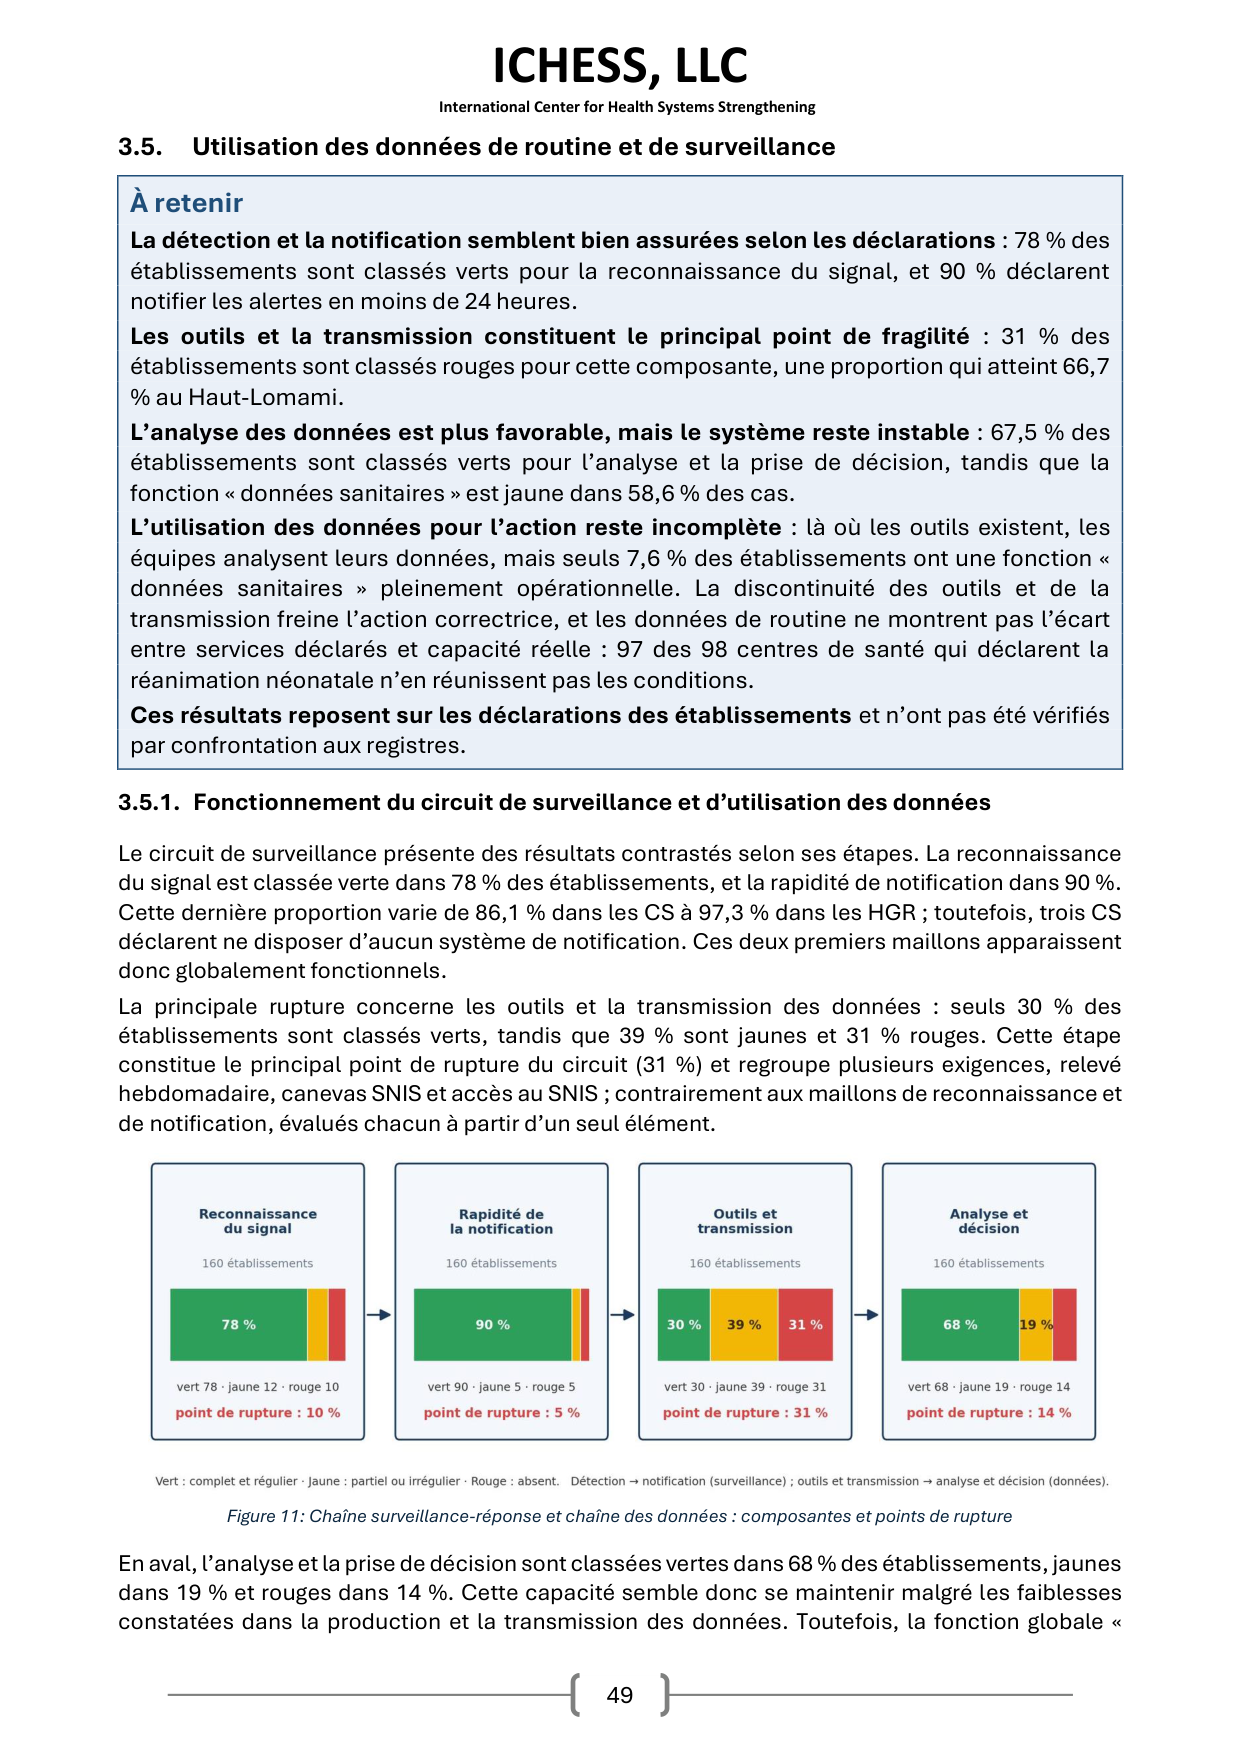 ICHESS, LLC
International Center for Health Systems Strengthening
3.5. Utilisation des données de routine et de surveillance
À retenir
La détection et la notification semblent bien assurées selon les déclarations : 78 % des
établissements sont classés verts pour la reconnaissance du signal, et 90 % déclarent
notifier les alertes en moins de 24 heures.
Les outils et la transmission constituent le principal point de fragilité : 31 % des
établissements sont classés rouges pour cette composante, une proportion qui atteint 66,7
% au Haut-Lomami.
L’analyse des données est plus favorable, mais le système reste instable : 67,5 % des
établissements sont classés verts pour l’analyse et la prise de décision, tandis que la
fonction « données sanitaires » est jaune dans 58,6 % des cas.
L’utilisation des données pour l’action reste incomplète : là où les outils existent, les
équipes analysent leurs données, mais seuls 7,6 % des établissements ont une fonction «
données sanitaires » pleinement opérationnelle. La discontinuité des outils et de la
transmission freine l’action correctrice, et les données de routine ne montrent pas l’écart
entre services déclarés et capacité réelle : 97 des 98 centres de santé qui déclarent la
réanimation néonatale n’en réunissent pas les conditions.
Ces résultats reposent sur les déclarations des établissements et n’ont pas été vérifiés
par confrontation aux registres.
3.5.1. Fonctionnement du circuit de surveillance et d’utilisation des données
Le circuit de surveillance présente des résultats contrastés selon ses étapes. La reconnaissance
du signal est classée verte dans 78 % des établissements, et la rapidité de notification dans 90 %.
Cette dernière proportion varie de 86,1 % dans les CS à 97,3 % dans les HGR ; toutefois, trois CS
déclarent ne disposer d’aucun système de notification. Ces deux premiers maillons apparaissent
donc globalement fonctionnels.
La principale rupture concerne les outils et la transmission des données : seuls 30 % des
établissements sont classés verts, tandis que 39 % sont jaunes et 31 % rouges. Cette étape
constitue le principal point de rupture du circuit (31 %) et regroupe plusieurs exigences, relevé
hebdomadaire, canevas SNIS et accès au SNIS ; contrairement aux maillons de reconnaissance et
de notification, évalués chacun à partir d’un seul élément.
Reconnaissance
du signal
160 établissements
78 %
vert 78 · jaune 12 · rouge 10
point de rupture : 10 %
Rapidité de
la notification
160 établissements
90 %
vert 90 · jaune 5 · rouge 5
point de rupture : 5 %
Outils et
transmission
160 établissements
30 % 39 % 31 %
vert 30 · jaune 39 · rouge 31
point de rupture : 31 %
Analyse et
décision
160 établissements
68 % 19 %
vert 68 · jaune 19 · rouge 14
point de rupture : 14 %
Vert : complet et régulier · Jaune : partiel ou irrégulier · Rouge : absent. Détection → notification (surveillance) ; outils et transmission → analyse et décision (données).
Figure 11: Chaîne surveillance-réponse et chaîne des données : composantes et points de rupture
En aval, l’analyse et la prise de décision sont classées vertes dans 68 % des établissements, jaunes
dans 19 % et rouges dans 14 %. Cette capacité semble donc se maintenir malgré les faiblesses
constatées dans la production et la transmission des données. Toutefois, la fonction globale «
49